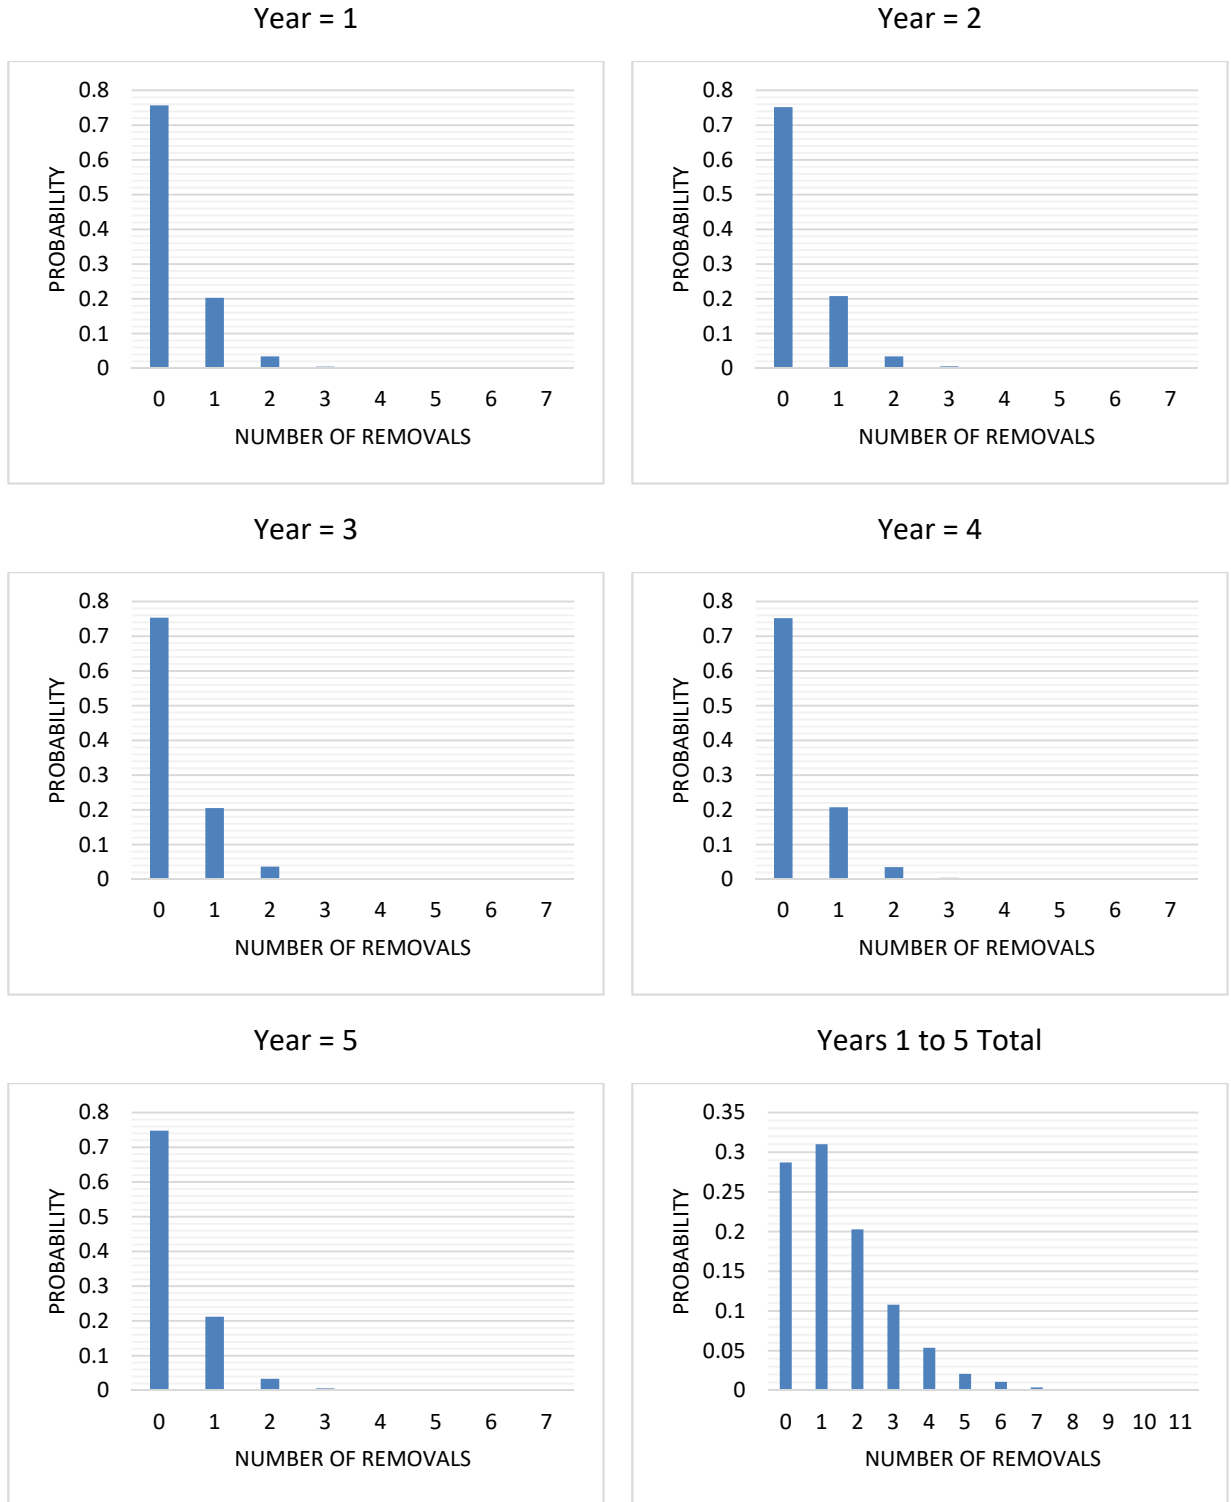 Year = 1
0.8
0.7
0.6
0.5
0.4
0.3
0.2
0.1
0
PROBABILITY
0 1 2 3 4 5 6 7
NUMBER OF REMOVALS
Year = 2
0.8
0.7
0.6
0.5
0.4
0.3
0.2
0.1
0
PROBABILITY
0 1 2 3 4 5 6 7
NUMBER OF REMOVALS
Year = 3
0.8
0.7
0.6
0.5
0.4
0.3
0.2
0.1
0
PROBABILITY
0 1 2 3 4 5 6 7
NUMBER OF REMOVALS
Year = 4
0.8
0.7
0.6
0.5
0.4
0.3
0.2
0.1
0
PROBABILITY
0 1 2 3 4 5 6 7
NUMBER OF REMOVALS
Year = 5
0.8
0.7
0.6
0.5
0.4
0.3
0.2
0.1
0
PROBABILITY
0 1 2 3 4 5 6 7
NUMBER OF REMOVALS
Years 1 to 5 Total
0.35
0.3
0.25
0.2
0.15
0.1
0.05
0
PROBABILITY
0 1 2 3 4 5 6 7 8 9 10 11
NUMBER OF REMOVALS